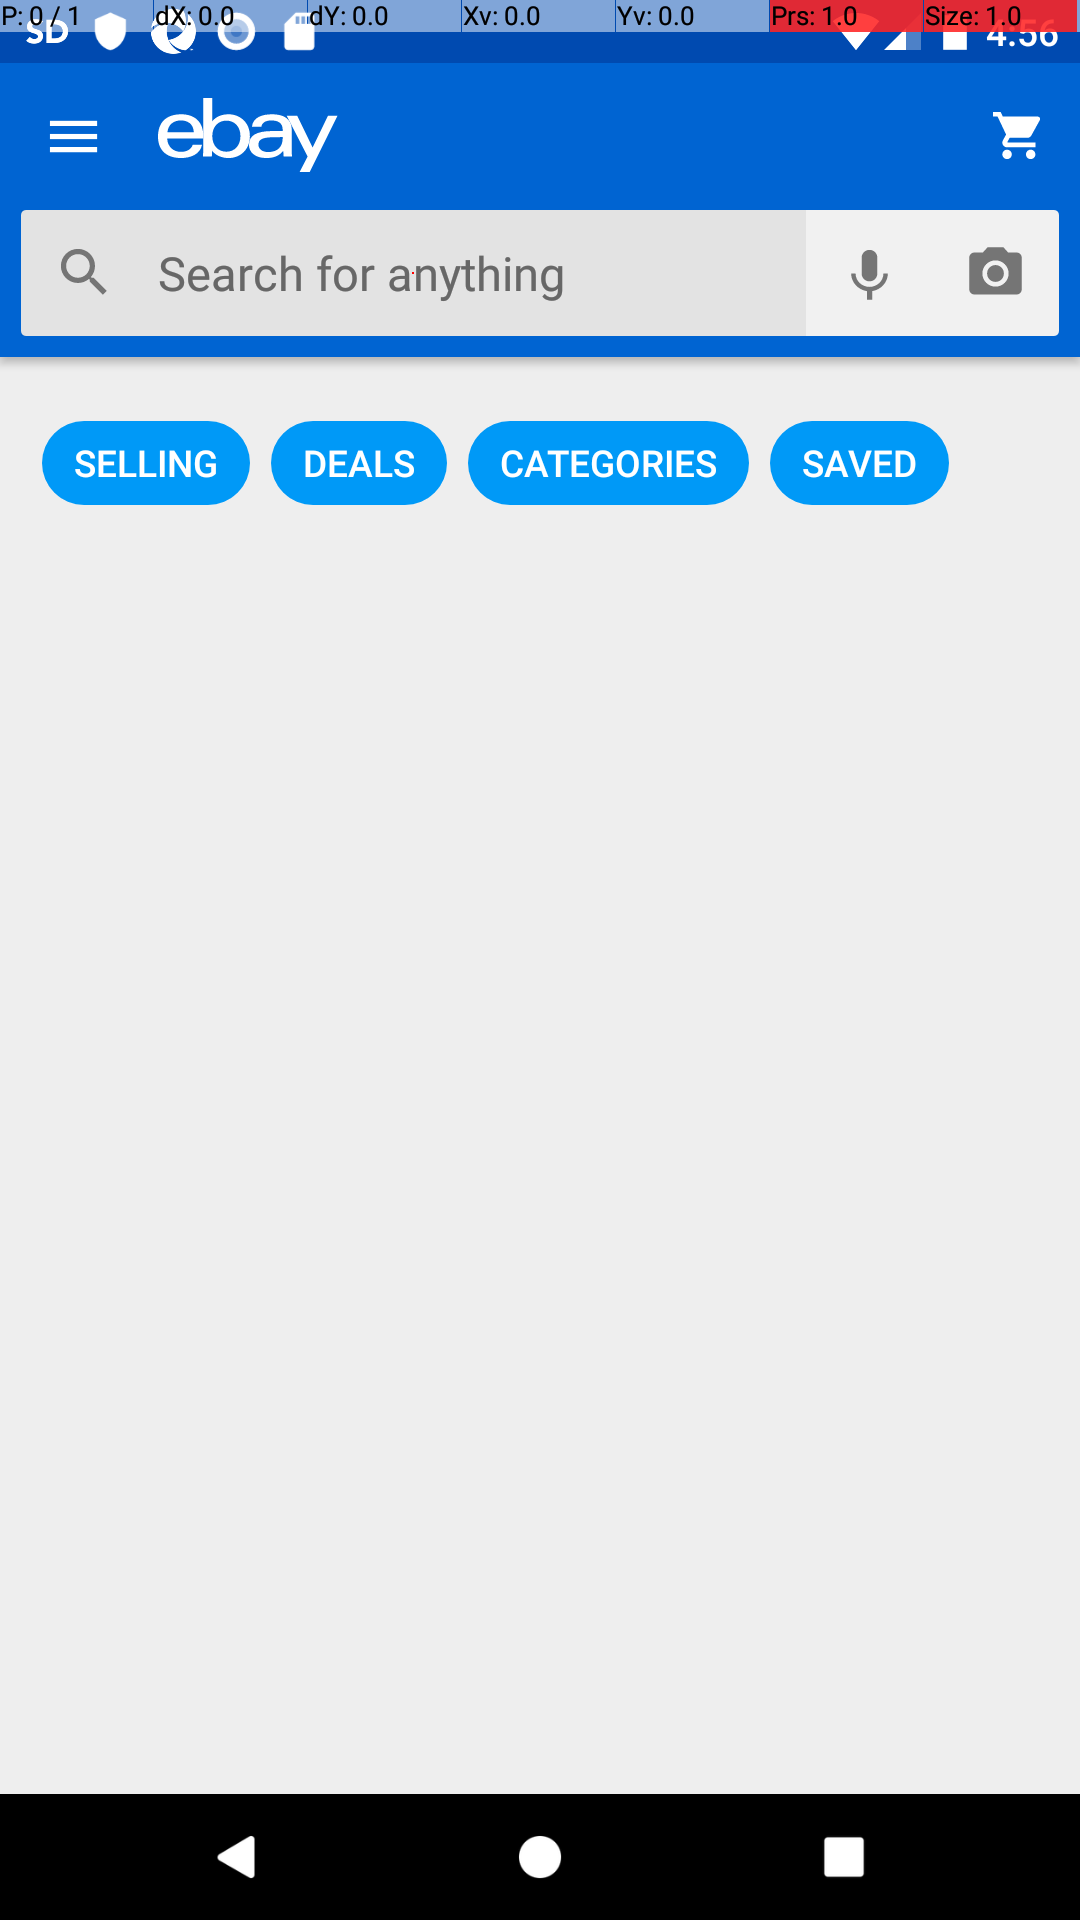 P: 0 / 1 dX: 0.0 dY: 0.0 Xv: 0.0 Yv: 0.0 Prs: 1.0 Size: 1.0
SD 4:56
ebay
Search for anything
SELLING DEALS CATEGORIES SAVED